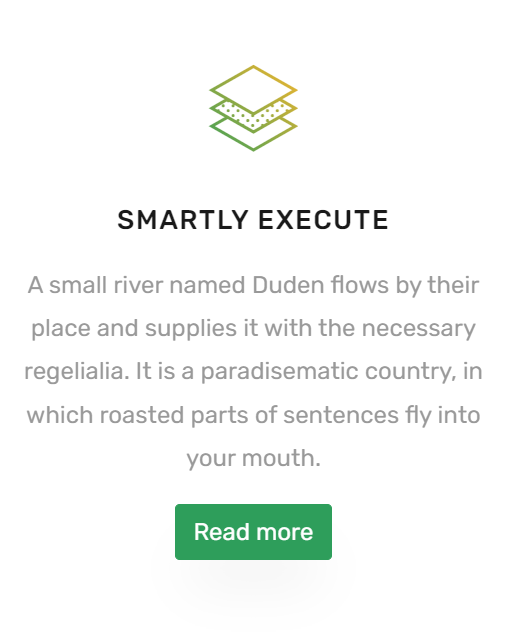 SMARTLY EXECUTE
A small river named Duden flows by their
place and supplies it with the necessary
regelialia. It is a paradisematic country, in
which roasted parts of sentences fly into
your mouth.
Read more